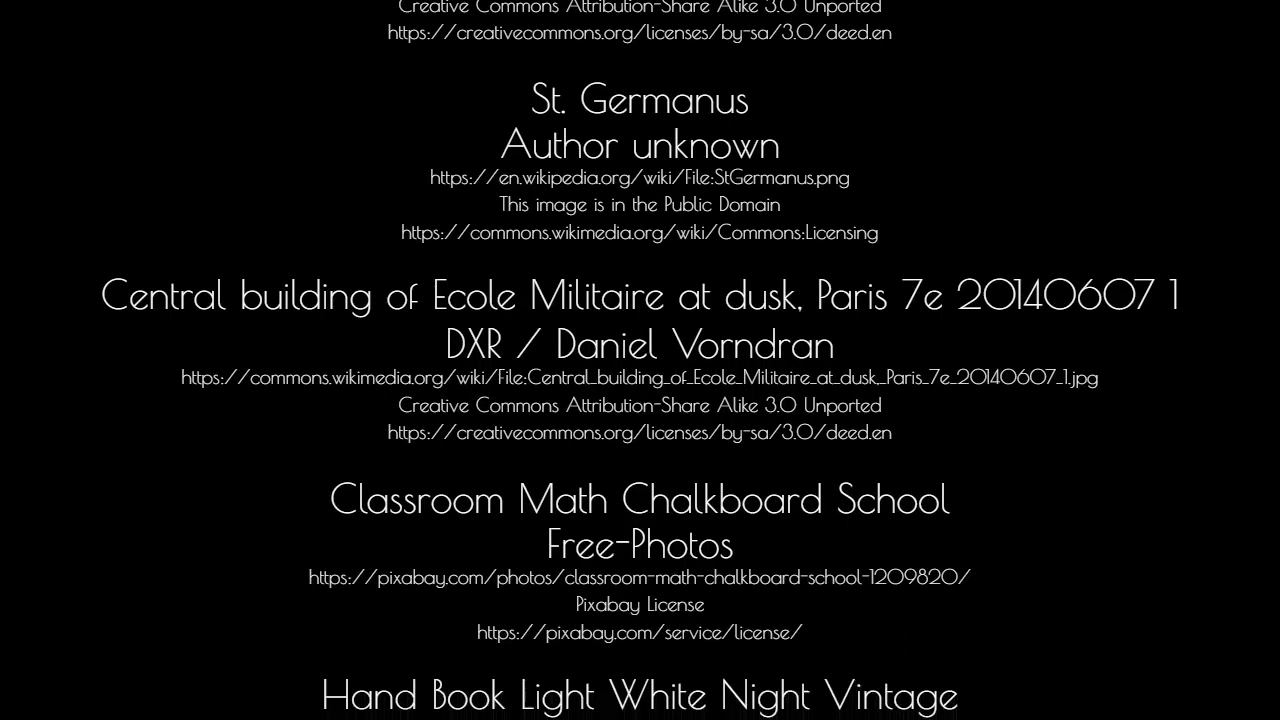 Creative Commons Attribution-Share Alike 3.0 Unported
https://creativecommons.org/licenses/by-sa/3.0/deed.en
St. Germanus
Author unknown
https://en.wikipedia.org/wiki/File:StGermanus.png
This image is in the Public Domain
https://commons.wikimedia.org/wiki/Commons:Licensing
Central building of Ecole Militaire at dusk, Paris 7e 20140607 1
DXR / Daniel Vorndran
https://commons.wikimedia.org/wiki/File:Central_building_of_Ecole_Militaire_at_dusk,_Paris_7e_20140607_1.jpg
Creative Commons Attribution-Share Alike 3.0 Unported
https://creativecommons.org/licenses/by-sa/3.0/deed.en
Classroom Math Chalkboard School
Free-Photos
https://pixabay.com/photos/classroom-math-chalkboard-school-1209820/
Pixabay License
https://pixabay.com/service/license/
Hand Book Light White Night Vintage